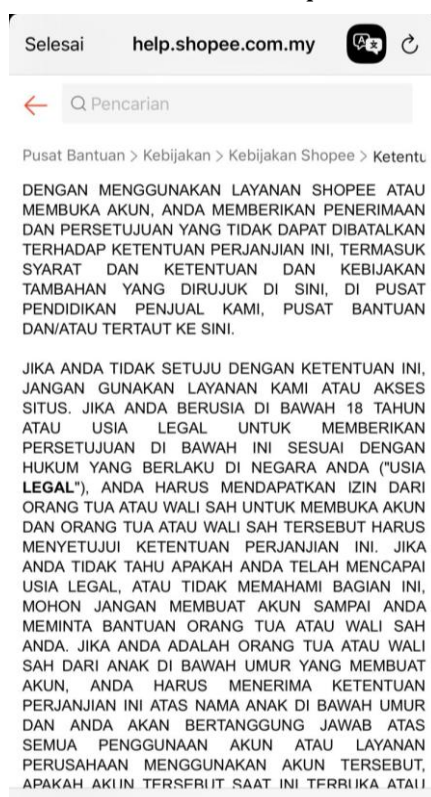 Selesai help.shopee.com.my
Pencarian
Pusat Bantuan > Kebijakan > Kebijakan Shopee > Ketentu
DENGAN MENGGUNAKAN LAYANAN SHOPEE ATAU
MEMBUKA AKUN, ANDA MEMBERIKAN PENERIMAAN
DAN PERSETUJUAN YANG TIDAK DAPAT DIBATALKAN
TERHADAP KETENTUAN PERJANJIAN INI, TERMASUK
SYARAT DAN KETENTUAN DAN KEBIJAKAN
TAMBAHAN YANG DIRUJUK DI SINI, DI PUSAT
PENDIDIKAN PENJUAL KAMI, PUSAT BANTUAN
DAN/ATAU TERTAUT KE SINI.
JIKA ANDA TIDAK SETUJU DENGAN KETENTUAN INI,
JANGAN GUNAKAN LAYANAN KAMI ATAU AKSES
SITUS. JIKA ANDA BERUSIA DI BAWAH 18 TAHUN
ATAU USIA LEGAL UNTUK MEMBERIKAN
PERSETUJUAN DI BAWAH INI SESUAI DENGAN
HUKUM YANG BERLAKU DI NEGARA ANDA ("USIA
LEGAL"), ANDA HARUS MENDAPATKAN IZIN DARI
ORANG TUA ATAU WALI SAH UNTUK MEMBUKA AKUN
DAN ORANG TUA ATAU WALI SAH TERSEBUT HARUS
MENYETUJUI KETENTUAN PERJANJIAN INI. JIKA
ANDA TIDAK TAHU APAKAH ANDA TELAH MENCAPAI
USIA LEGAL, ATAU TIDAK MEMAHAMI BAGIAN INI,
MOHON JANGAN MEMBUAT AKUN SAMPAI ANDA
MEMINTA BANTUAN ORANG TUA ATAU WALI SAH
ANDA. JIKA ANDA ADALAH ORANG TUA ATAU WALI
SAH DARI ANAK DI BAWAH UMUR YANG MEMBUAT
AKUN, ANDA HARUS MENERIMA KETENTUAN
PERJANJIAN INI ATAS NAMA ANAK DI BAWAH UMUR
DAN ANDA AKAN BERTANGGUNG JAWAB ATAS
SEMUA PENGGUNAAN AKUN ATAU LAYANAN
PERUSAHAAN MENGGUNAKAN AKUN TERSEBUT,
APAKAH AKUN TERSEBUT SAAT INI TERBUKA ATAU